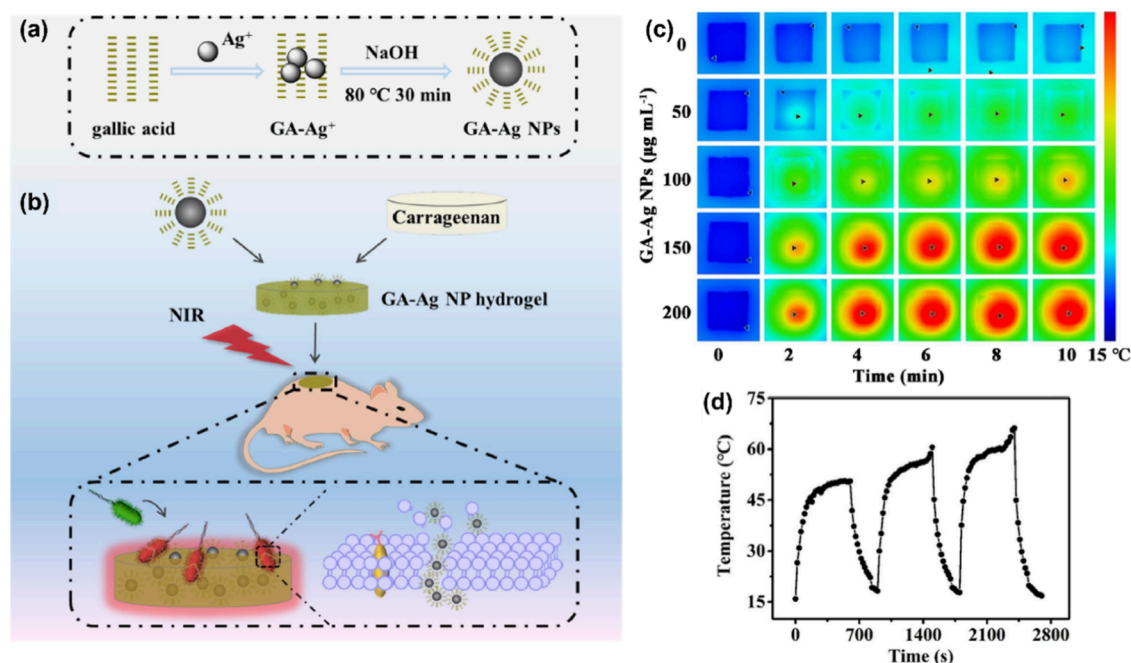 (a)
Ag⁺
NaOH
80 °C 30 min
gallic acid
GA-Ag⁺
GA-Ag NPs
(b)
Carrageenan
GA-Ag NP hydrogel
NIR
(c)
GA-Ag NPs (μg mL⁻¹)
0
50
100
150
200
0 2 4 6 8 10 15 °C
Time (min)
(d)
Temperature (°C)
75
60
45
30
15
0 700 1400 2100 2800
Time (s)